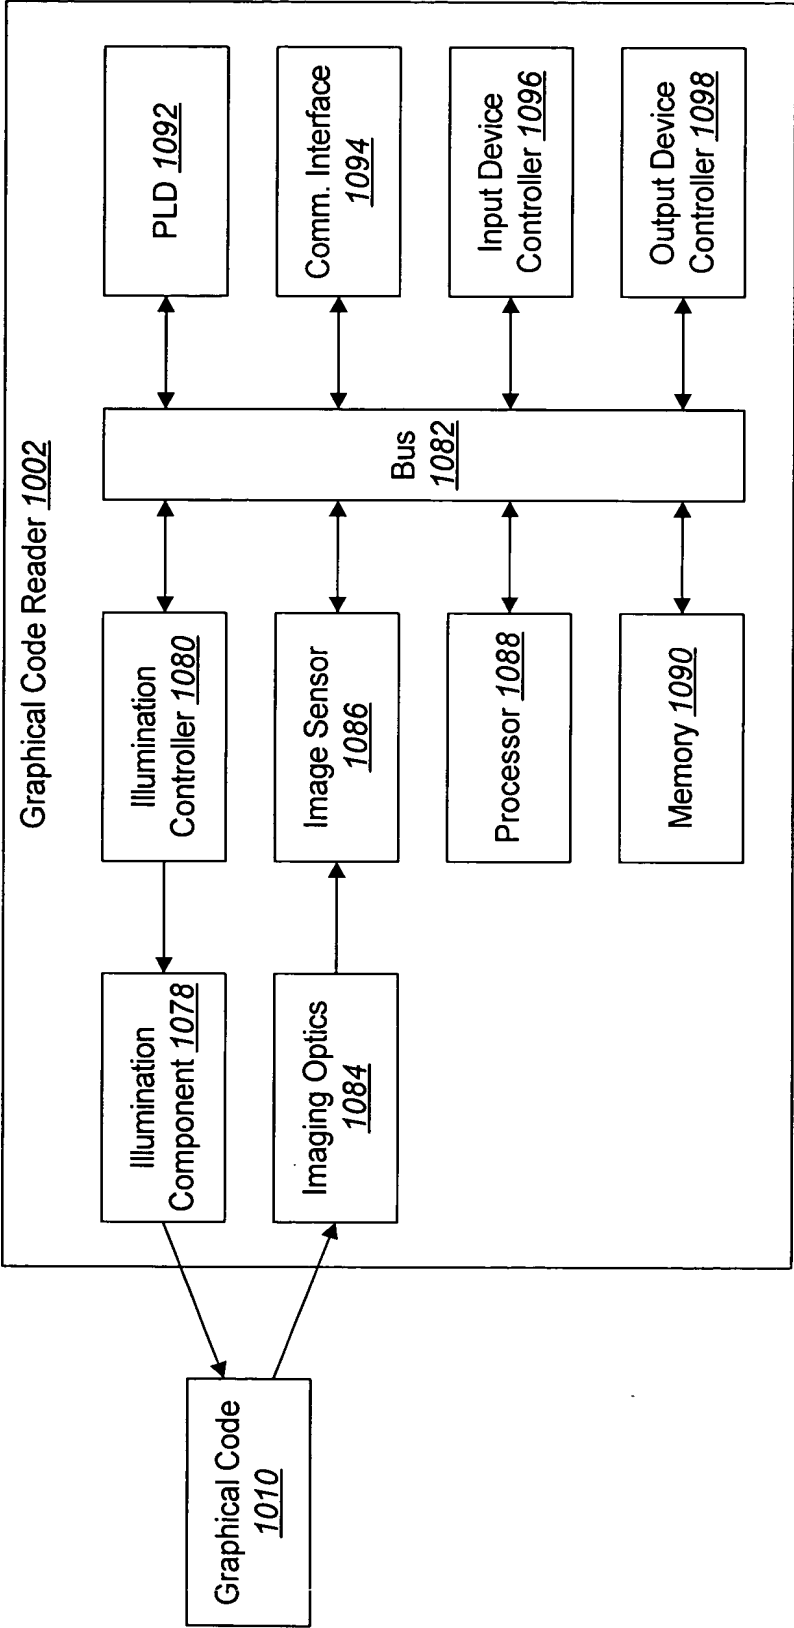 Graphical Code Reader 1002
Graphical Code
1010
Illumination
Component 1078
Illumination
Controller 1080
PLD 1092
Imaging Optics
1084
Image Sensor
1086
Bus
1082
Comm. Interface
1094
Processor 1088
Input Device
Controller 1096
Memory 1090
Output Device
Controller 1098